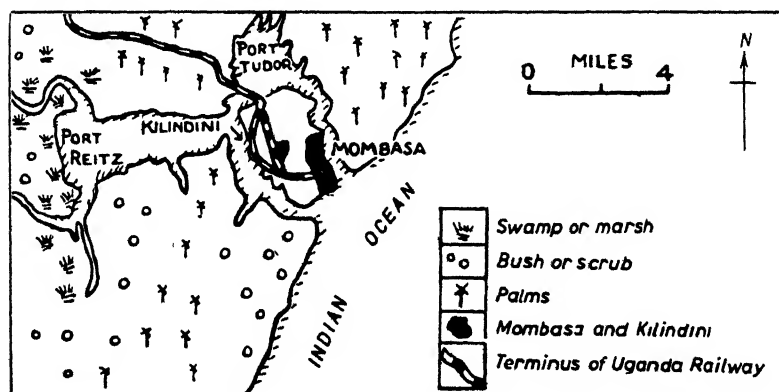 PORT
TUDOR
N
MILES
0 4
KILINDINI
PORT
REITZ
MOMBASA
INDIAN OCEAN
Swamp or marsh
Bush or scrub
Palms
Mombasa and Kilindini
Terminus of Uganda Railway